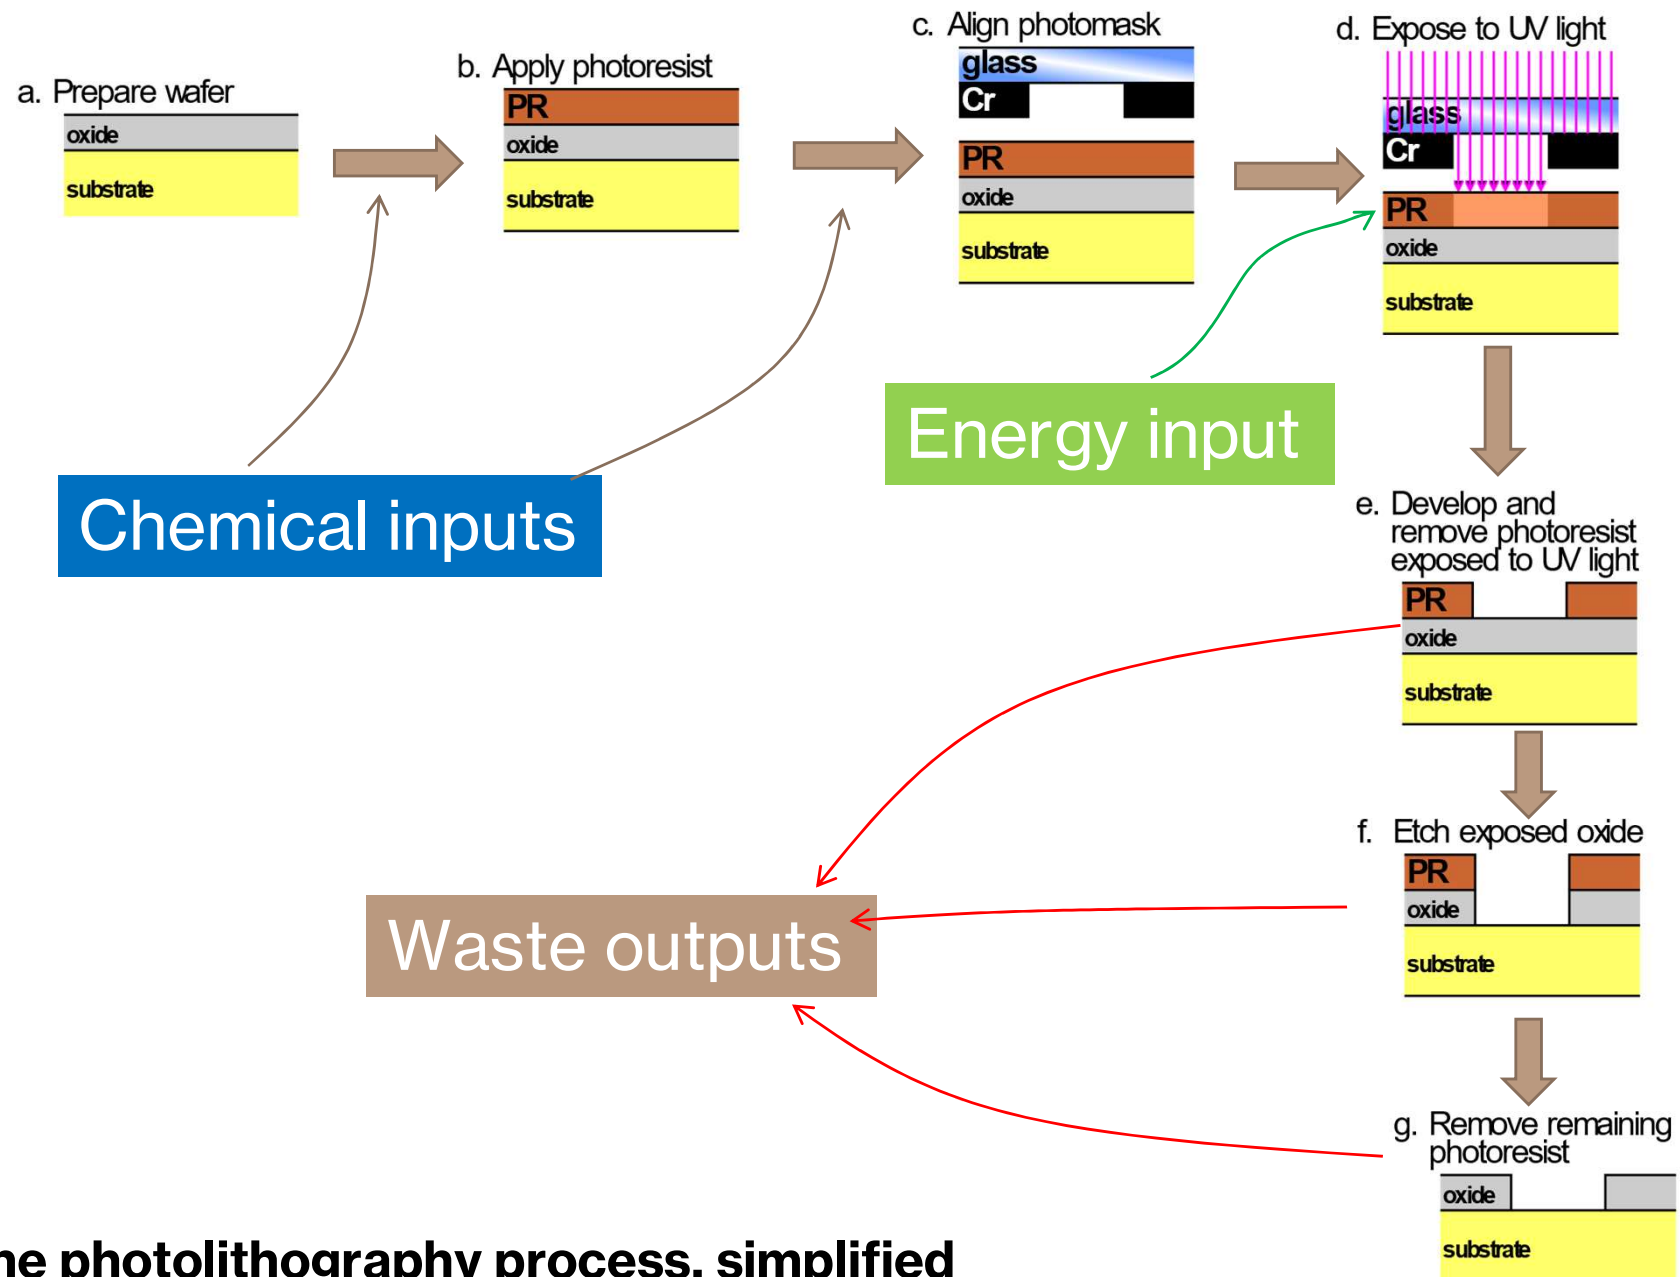 a. Prepare wafer
oxide
substrate
b. Apply photoresist
PR
oxide
substrate
c. Align photomask
glass
Cr
PR
oxide
substrate
d. Expose to UV light
glass
Cr
PR
oxide
substrate
Chemical inputs
Energy input
e. Develop and
remove photoresist
exposed to UV light
PR
oxide
substrate
Waste outputs
f. Etch exposed oxide
PR
oxide
substrate
g. Remove remaining
photoresist
oxide
substrate
photolithography process, simplified